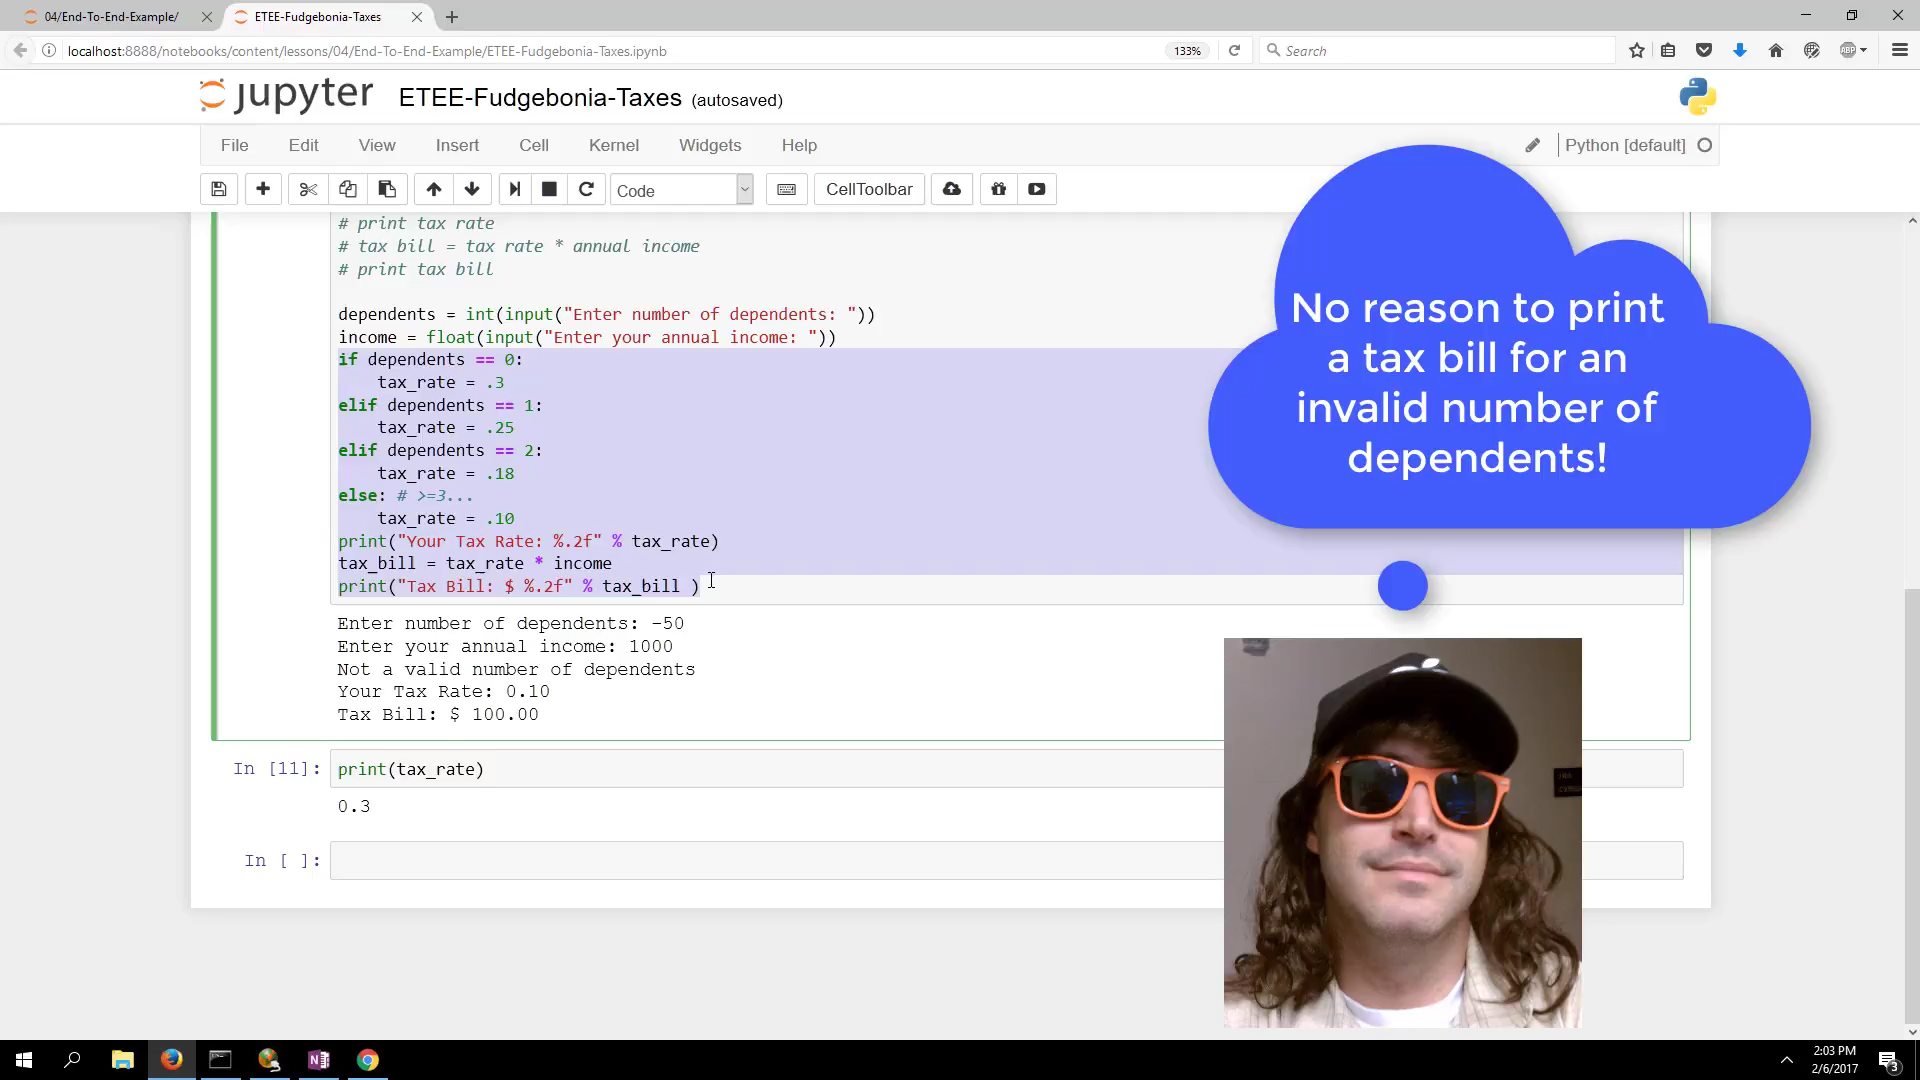 04/End-To-End-Example/
ETEE-Fudgebonia-Taxes
localhost:8888/notebooks/content/lessons/04/End-To-End-Example/ETEE-Fudgebonia-Taxes.ipynb
133%
Search
ABP
jupyter
ETEE-Fudgebonia-Taxes (autosaved)
File Edit View Insert Cell Kernel Widgets Help
Python [default]
Code
CellToolbar
# print tax rate
# tax bill = tax rate * annual income
# print tax bill
dependents = int(input("Enter number of dependents: "))
income = float(input("Enter your annual income: "))
if dependents == 0:
    tax_rate = .3
elif dependents == 1:
    tax_rate = .25
elif dependents == 2:
    tax_rate = .18
else: # >=3...
    tax_rate = .10
print("Your Tax Rate: %.2f" % tax_rate)
tax_bill = tax_rate * income
print("Tax Bill: $ %.2f" % tax_bill )
Enter number of dependents: -50
Enter your annual income: 1000
Not a valid number of dependents
Your Tax Rate: 0.10
Tax Bill: $ 100.00
In [11]: print(tax_rate)
0.3
In [ ]:
No reason to print
a tax bill for an
invalid number of
dependents!
2:03 PM
2/6/2017
3